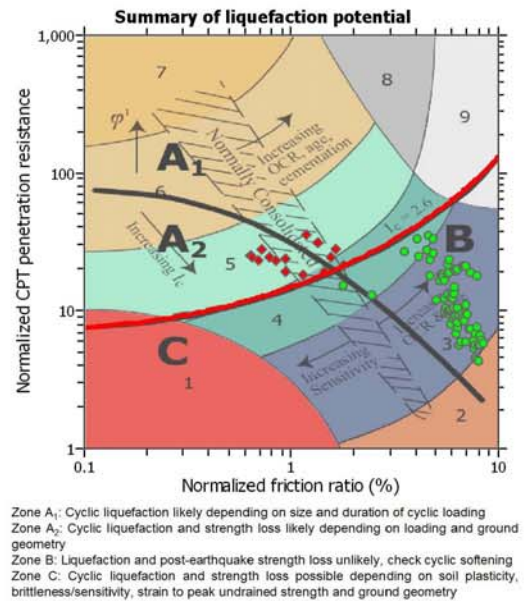 Summary of liquefaction potential
1,000
7
8
9
φ'
A1
Increasing
OCR, age,
cementation
Normally Consolidated
100
6
Ic = 2.6
A2
B
Increasing Ic
5
10
4
C
1
Increasing
Sensitivity
3
2
1
0.1
1
10
Normalized CPT penetration resistance
Normalized friction ratio (%)
Zone A1: Cyclic liquefaction likely depending on size and duration of cyclic loading
Zone A2: Cyclic liquefaction and strength loss likely depending on loading and ground
geometry
Zone B: Liquefaction and post-earthquake strength loss unlikely, check cyclic softening
Zone C: Cyclic liquefaction and strength loss possible depending on soil plasticity,
brittleness/sensitivity, strain to peak undrained strength and ground geometry